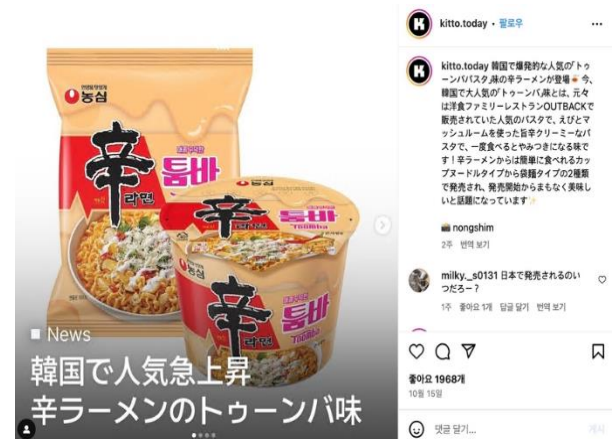 농심
辛
라면
툼바
농심
辛
라면
툼바
Toomba
辛
라면
툼바
Toomba
■ News
韓国で人気急上昇
辛ラーメンのトゥーンバ味
kitto.today • 팔로우
kitto.today 韓国で爆発的な人気の「トゥ
ーンバパスタ」味の辛ラーメンが登場 今、
韓国で大人気の「トゥーンバ」味とは、元々
は洋食ファミリーレストランOUTBACKで
販売されていた人気のパスタで、えびとマ
ッシュルームを使った旨辛クリーミーなパ
スタで、一度食べるとやみつきになる味で
す！辛ラーメンからは簡単に食べれるカッ
プヌードルタイプから袋麺タイプの2種類
で発売され、発売開始からまもなく美味し
いと話題になっています✨
📸 nongshim
2주 번역 보기
milky._s0131 日本で発売されるのい
つだろー？
1주 좋아요 1개 답글 달기 번역 보기
좋아요 1968개
10월 15일
댓글 달기...
게시